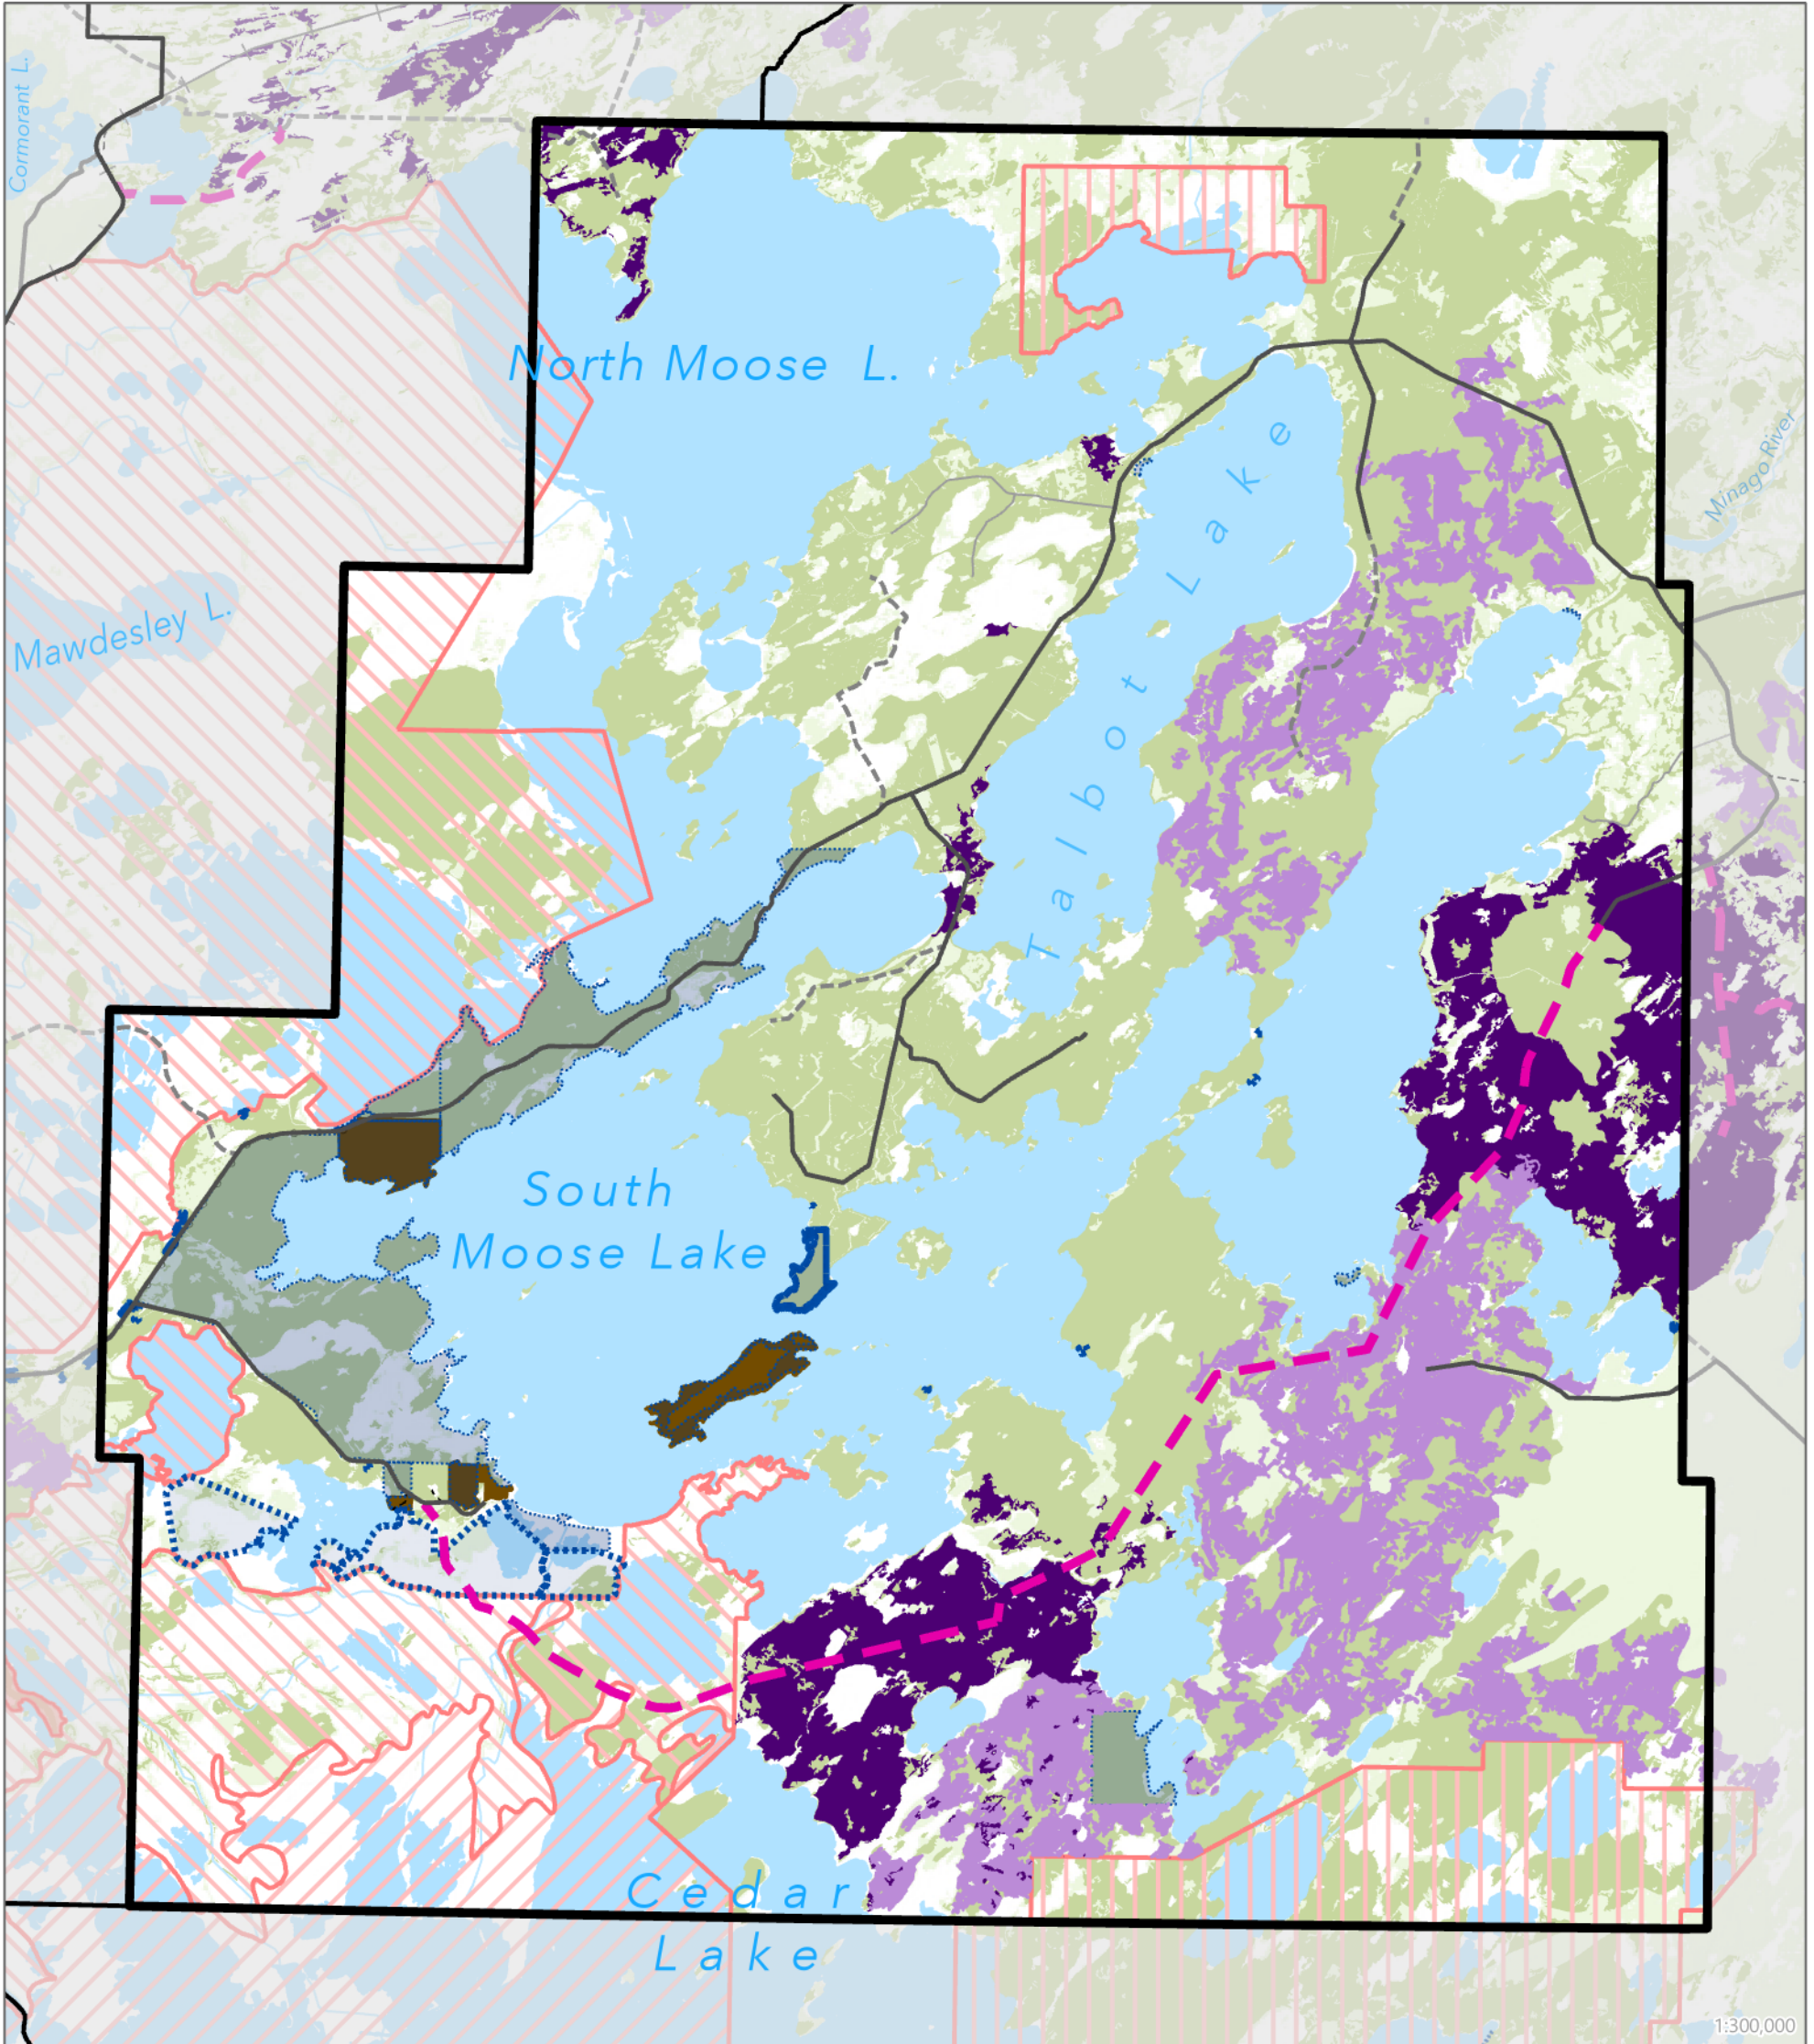 Cormorant L.
North Moose L.
Minago River
Mawdesley L.
Talbot Lake
South
Moose Lake
Cedar
Lake
1:300,000